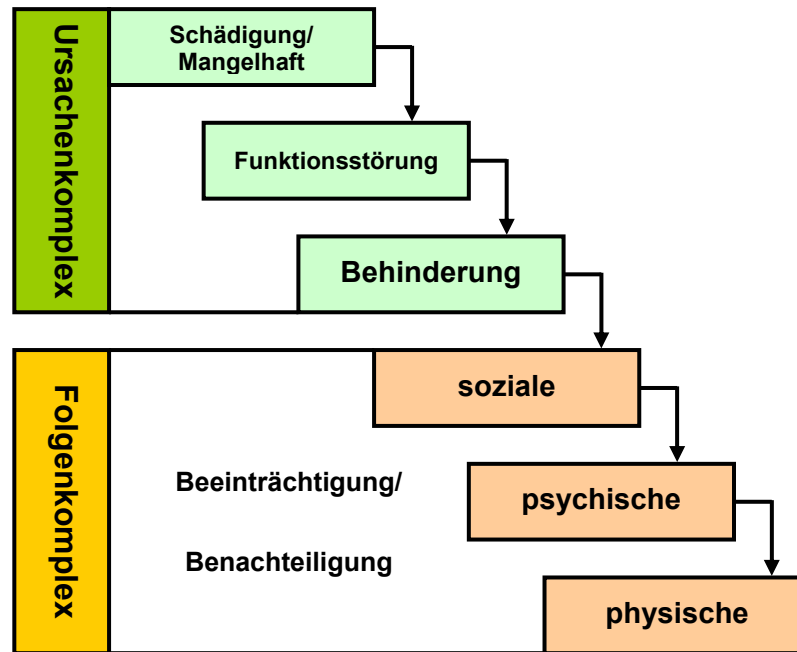 Ursachenkomplex
Schädigung/
Mangelhaft
Funktionsstörung
Behinderung
Folgenkomplex
soziale
Beeinträchtigung/
psychische
Benachteiligung
physische